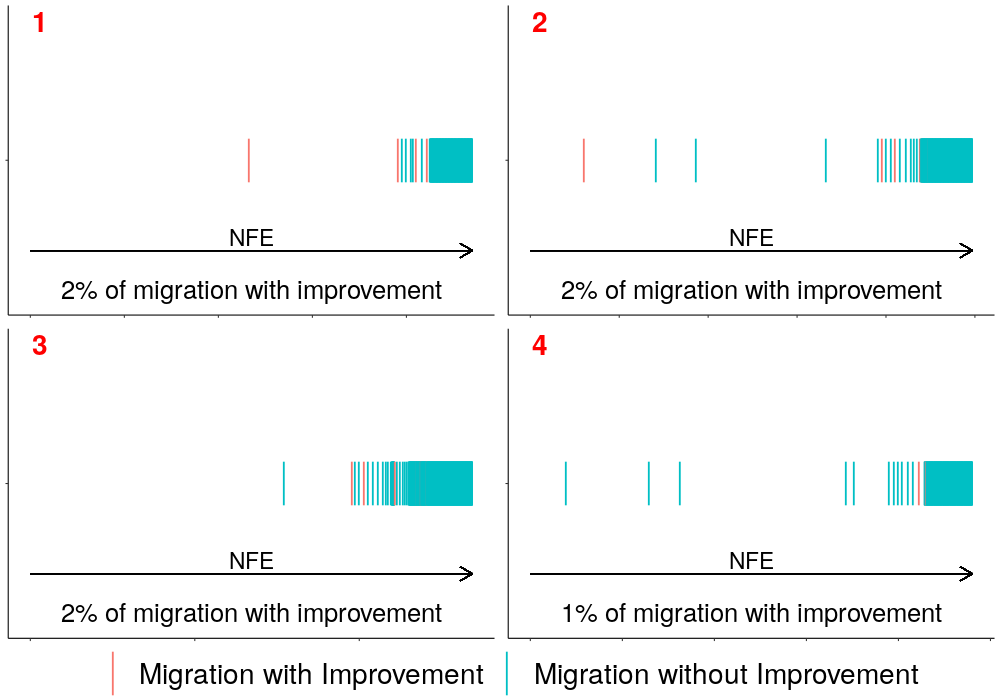 1
NFE
2% of migration with improvement
2
NFE
2% of migration with improvement
3
NFE
2% of migration with improvement
4
NFE
1% of migration with improvement
Migration with Improvement
Migration without Improvement